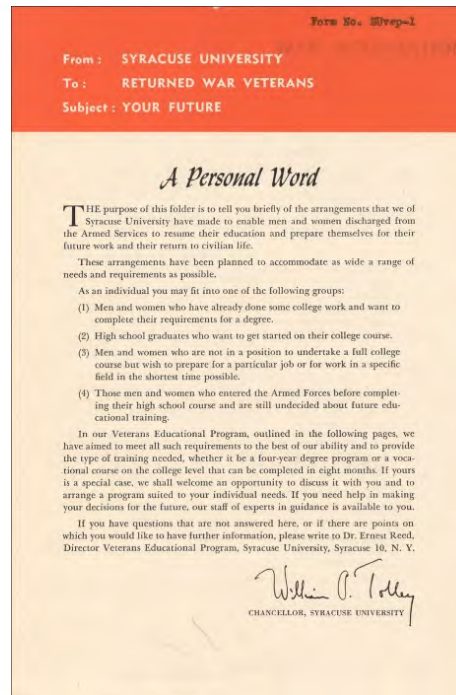 Form No. SUvep-1
From : SYRACUSE UNIVERSITY
To : RETURNED WAR VETERANS
Subject : YOUR FUTURE
A Personal Word
THE purpose of this folder is to tell you briefly of the arrangements that we of
Syracuse University have made to enable men and women discharged from
the Armed Services to resume their education and prepare themselves for their
future work and their return to civilian life.
These arrangements have been planned to accommodate as wide a range of
needs and requirements as possible.
As an individual you may fit into one of the following groups:
(1) Men and women who have already done some college work and want to
complete their requirements for a degree.
(2) High school graduates who want to get started on their college course.
(3) Men and women who are not in a position to undertake a full college
course but wish to prepare for a particular job or for work in a specific
field in the shortest time possible.
(4) Those men and women who entered the Armed Forces before complet-
ing their high school course and are still undecided about future edu-
cational training.
In our Veterans Educational Program, outlined in the following pages, we
have aimed to meet all such requirements to the best of our ability and to provide
the type of training needed, whether it be a four-year degree program or a voca-
tional course on the college level that can be completed in eight months. If yours
is a special case, we shall welcome an opportunity to discuss it with you and to
arrange a program suited to your individual needs. If you need help in making
your decisions for the future, our staff of experts in guidance is available to you.
If you have questions that are not answered here, or if there are points on
which you would like to have further information, please write to Dr. Ernest Reed,
Director Veterans Educational Program, Syracuse University, Syracuse 10, N. Y.
William P. Tolley
CHANCELLOR, SYRACUSE UNIVERSITY